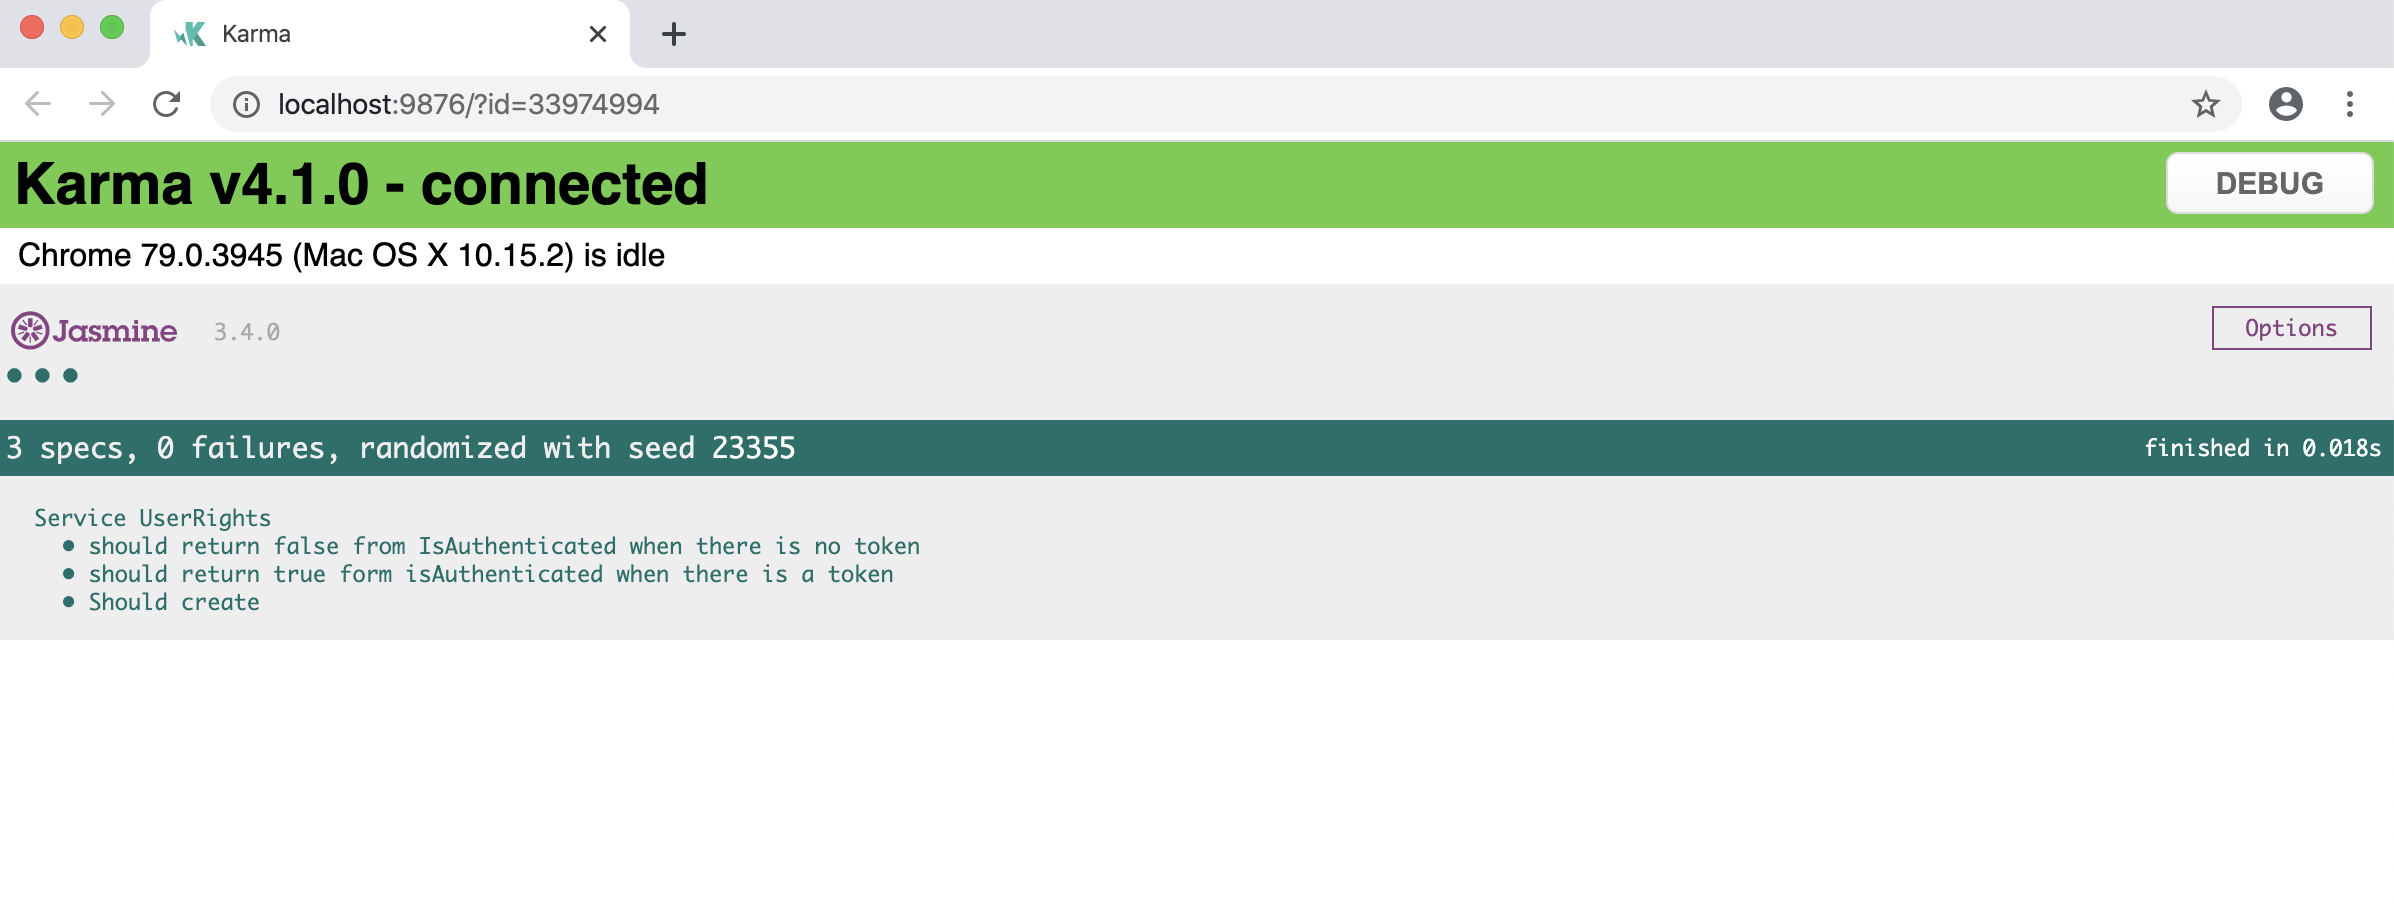 Karma
localhost:9876/?id=33974994
Karma v4.1.0 - connected
DEBUG
Chrome 79.0.3945 (Mac OS X 10.15.2) is idle
Jasmine 3.4.0
Options
3 specs, 0 failures, randomized with seed 23355
finished in 0.018s
Service UserRights
• should return false from IsAuthenticated when there is no token
• should return true form isAuthenticated when there is a token
• Should create